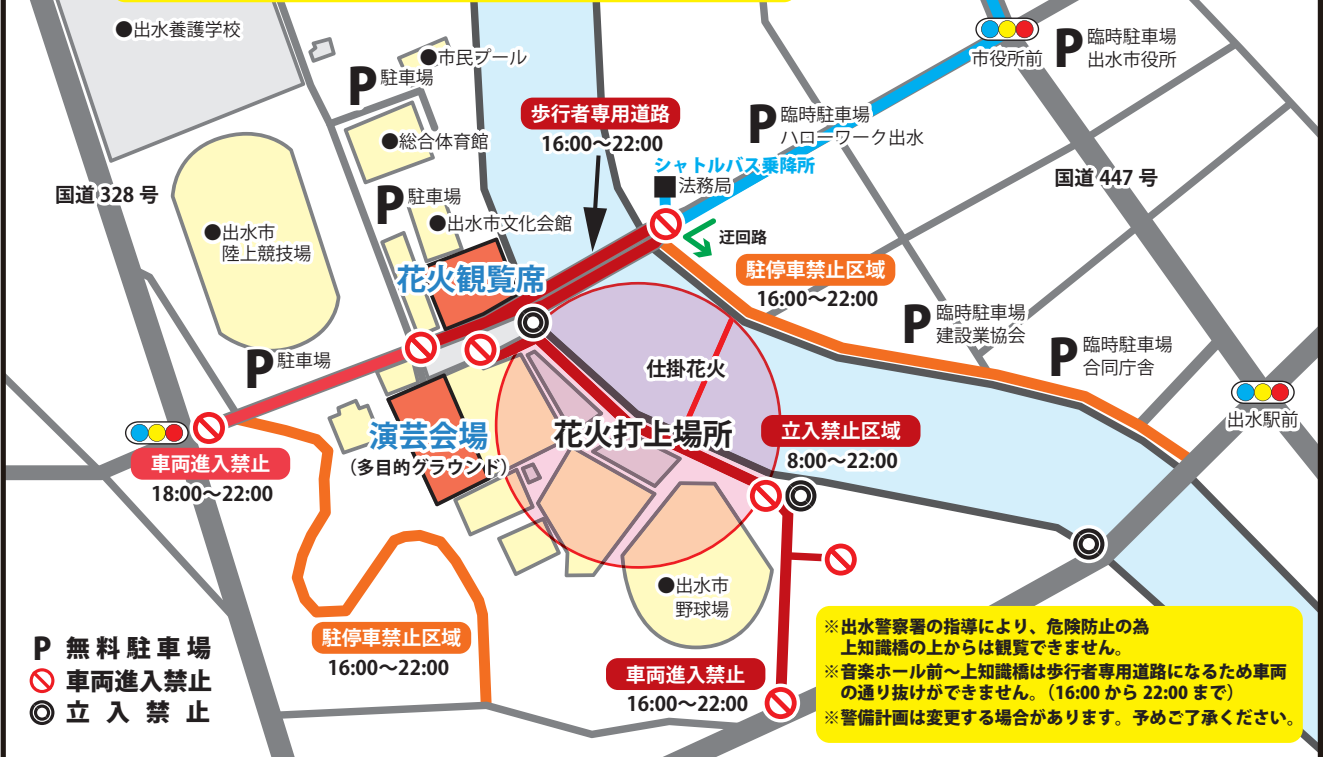 ●出水養護学校
●市民プール
P 駐車場
●総合体育館
歩行者専用道路
16:00〜22:00
市役所前
P 臨時駐車場
出水市役所
P 臨時駐車場
ハローワーク出水
シャトルバス乗降所
■法務局
国道 328 号
国道 447 号
P 駐車場
●出水市文化会館
●出水市
陸上競技場
迂回路
花火観覧席
駐停車禁止区域
16:00〜22:00
P 臨時駐車場
建設業協会
P 臨時駐車場
合同庁舎
P 駐車場
仕掛花火
出水駅前
演芸会場
(多目的グラウンド)
花火打上場所
立入禁止区域
8:00〜22:00
車両進入禁止
18:00〜22:00
●出水市
野球場
駐停車禁止区域
16:00〜22:00
車両進入禁止
16:00〜22:00
P 無料駐車場
車両進入禁止
◎ 立入禁止
※出水警察署の指導により、危険防止の為
上知識橋の上からは観覧できません。
※音楽ホール前〜上知識橋は歩行者専用道路になるため車両
の通り抜けができません。（16:00 から 22:00 まで）
※警備計画は変更する場合があります。予めご了承ください。